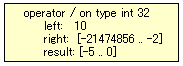 operator / on type int 32
left: 10
right: [-21474856 .. -2]
result: [-5 .. 0]